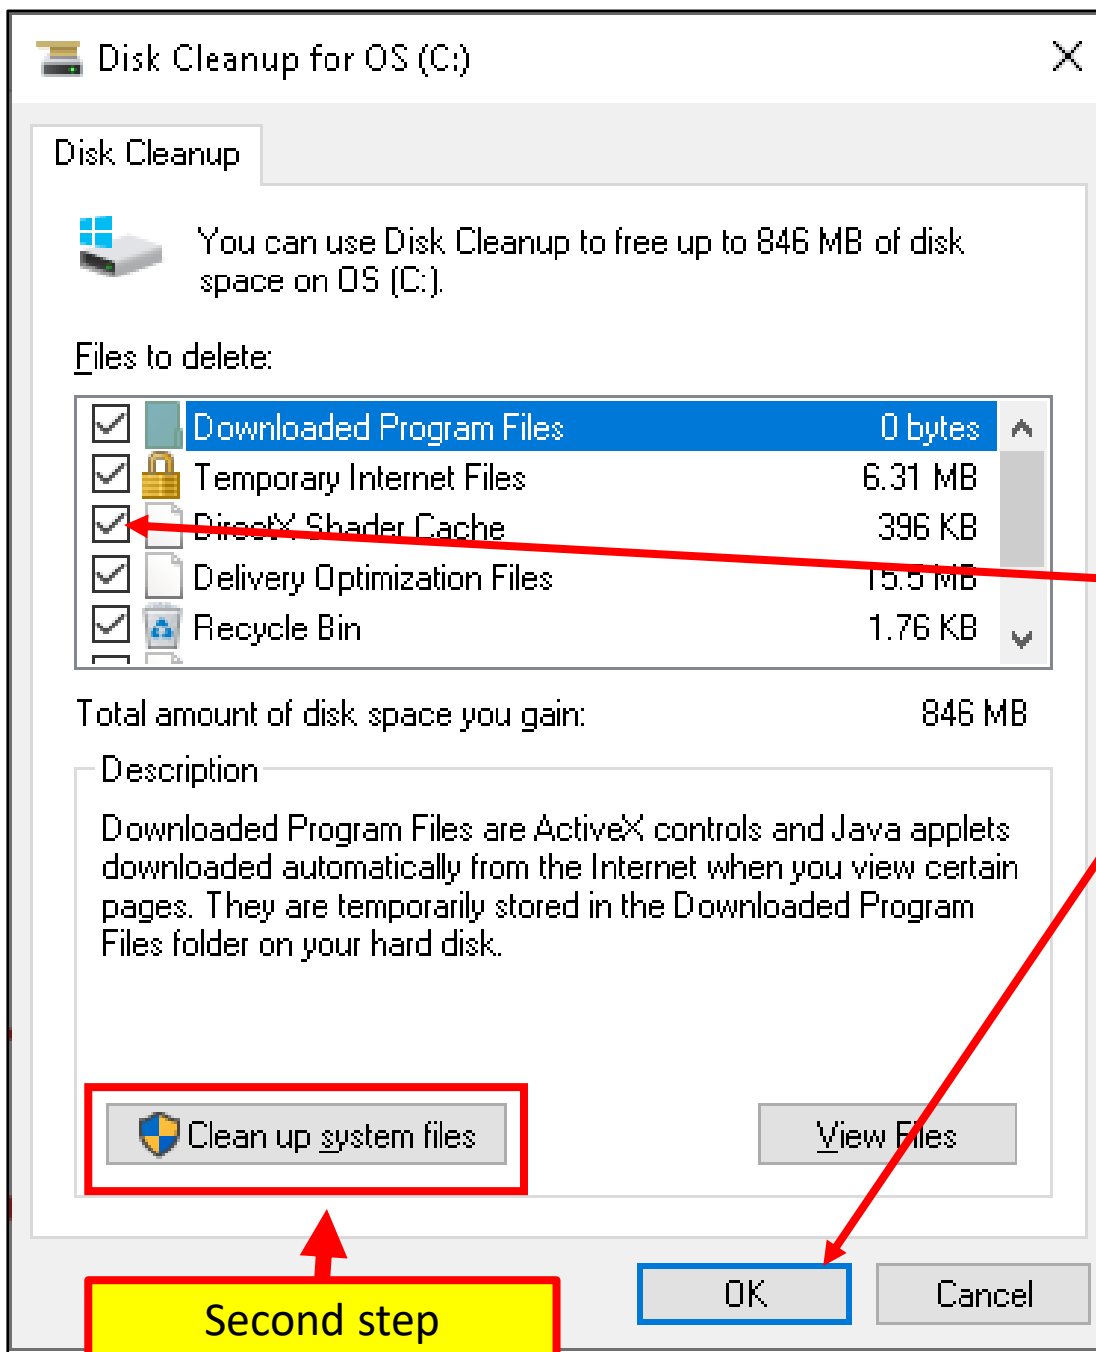 Disk Cleanup for OS (C:)
Disk Cleanup
You can use Disk Cleanup to free up to 846 MB of disk
space on OS (C:).
Files to delete:
Downloaded Program Files 0 bytes
Temporary Internet Files 6.31 MB
DirectX Shader Cache 396 KB
Delivery Optimization Files 15.5 MB
Recycle Bin 1.76 KB
Total amount of disk space you gain: 846 MB
Description
Downloaded Program Files are ActiveX controls and Java applets
downloaded automatically from the Internet when you view certain
pages. They are temporarily stored in the Downloaded Program
Files folder on your hard disk.
Clean up system files View Files
OK Cancel
Second step